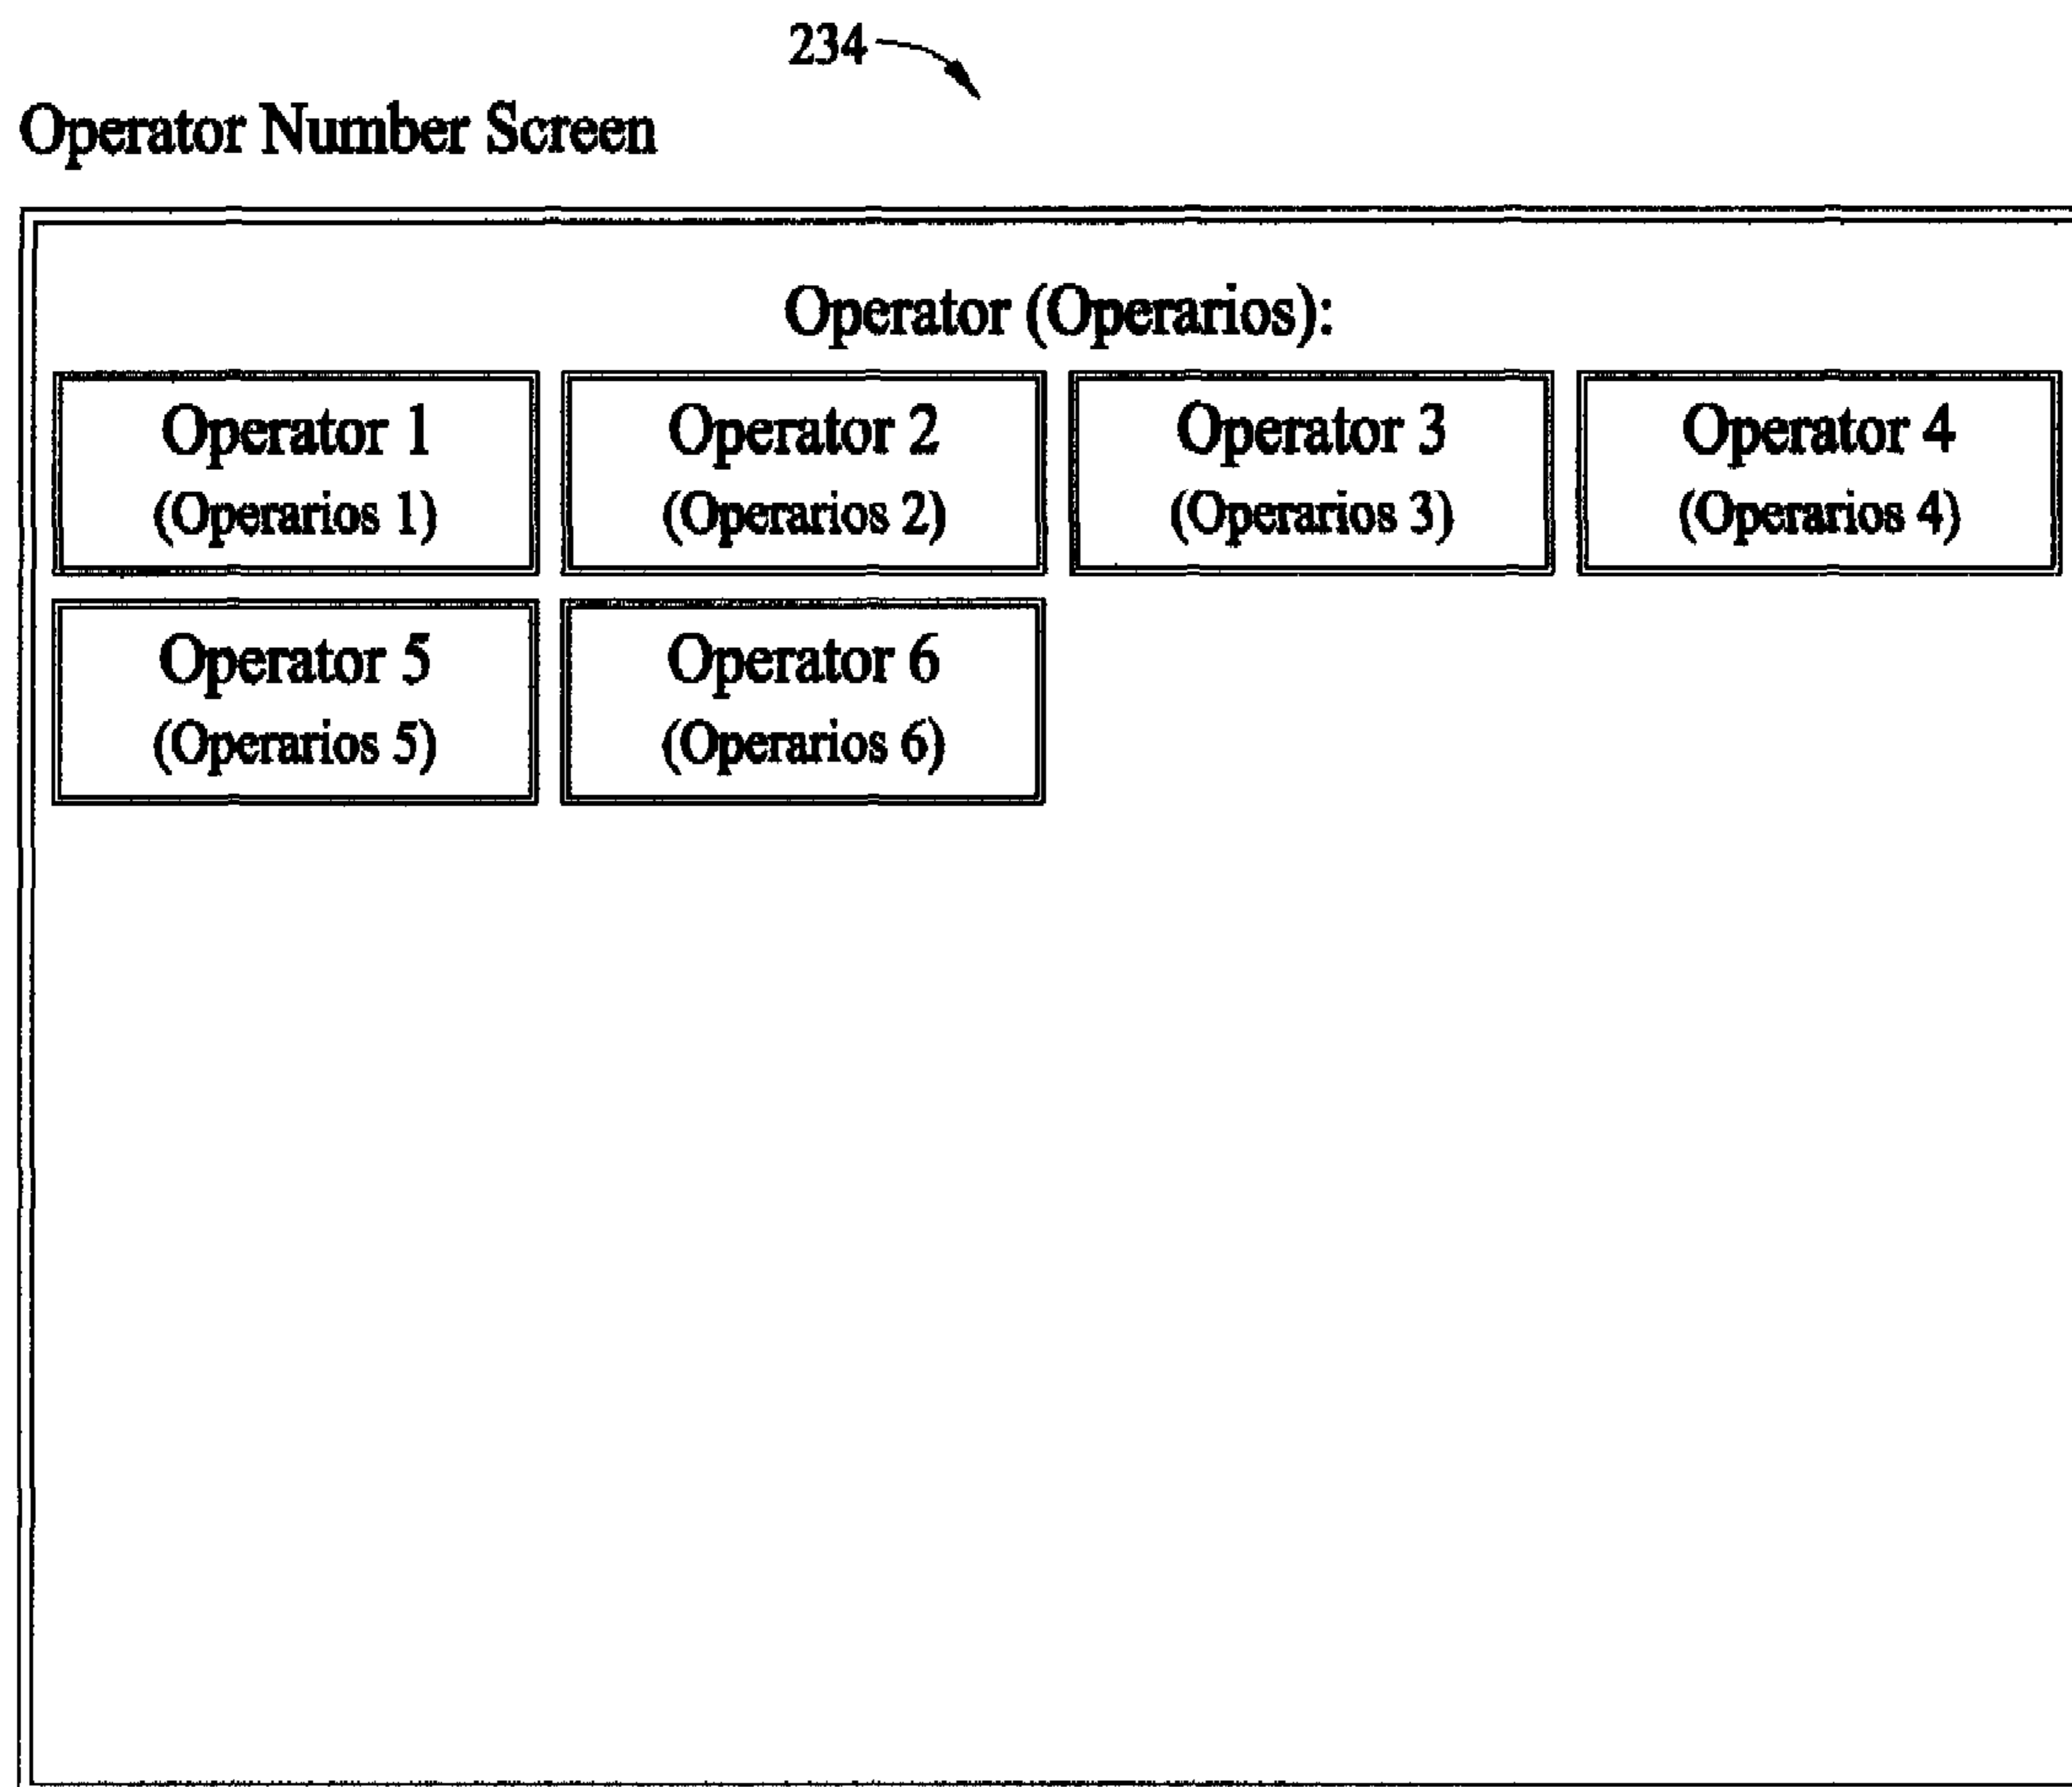 234
Operator Number Screen
Operator (Operarios):
Operator 1
(Operarios 1)
Operator 2
(Operarios 2)
Operator 3
(Operarios 3)
Operator 4
(Operarios 4)
Operator 5
(Operarios 5)
Operator 6
(Operarios 6)